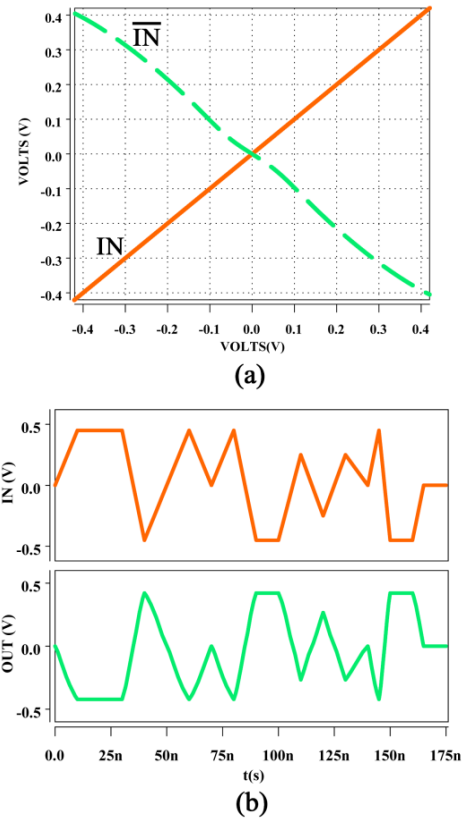 0.4
0.3
0.2
0.1
0.0
-0.1
-0.2
-0.3
-0.4
VOLTS (V)
IN
IN
-0.4 -0.3 -0.2 -0.1 0.0 0.1 0.2 0.3 0.4
VOLTS(V)
(a)
0.5
0.0
-0.5
IN (V)
0.5
0.0
-0.5
OUT (V)
0.0 25n 50n 75n 100n 125n 150n 175n
t(s)
(b)